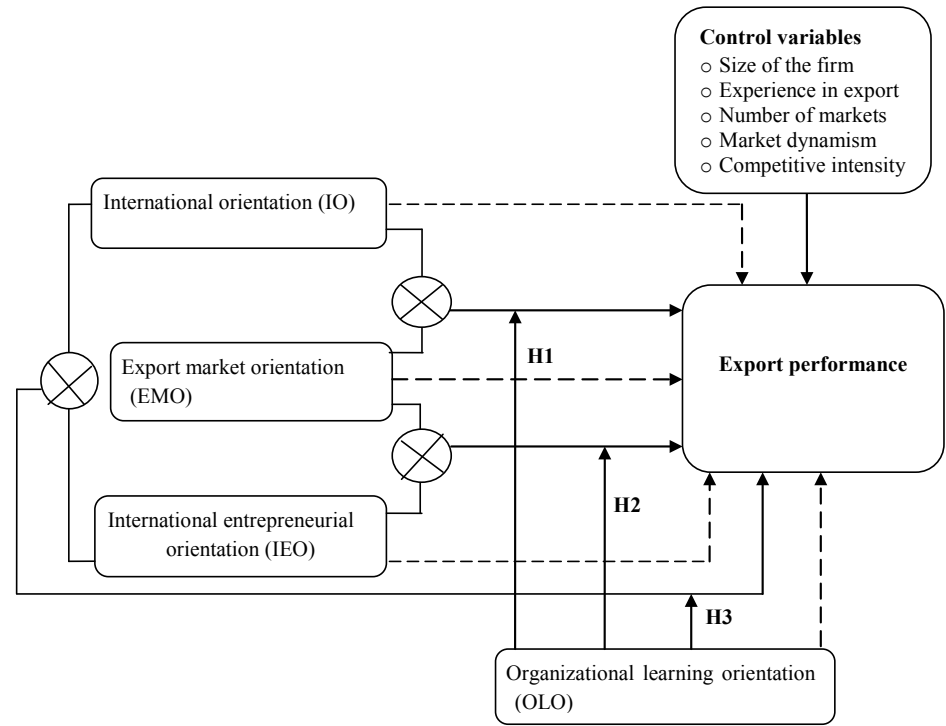 Control variables
○ Size of the firm
○ Experience in export
○ Number of markets
○ Market dynamism
○ Competitive intensity
International orientation (IO)
Export market orientation
(EMO)
H1
Export performance
International entrepreneurial
orientation (IEO)
H2
H3
Organizational learning orientation
(OLO)